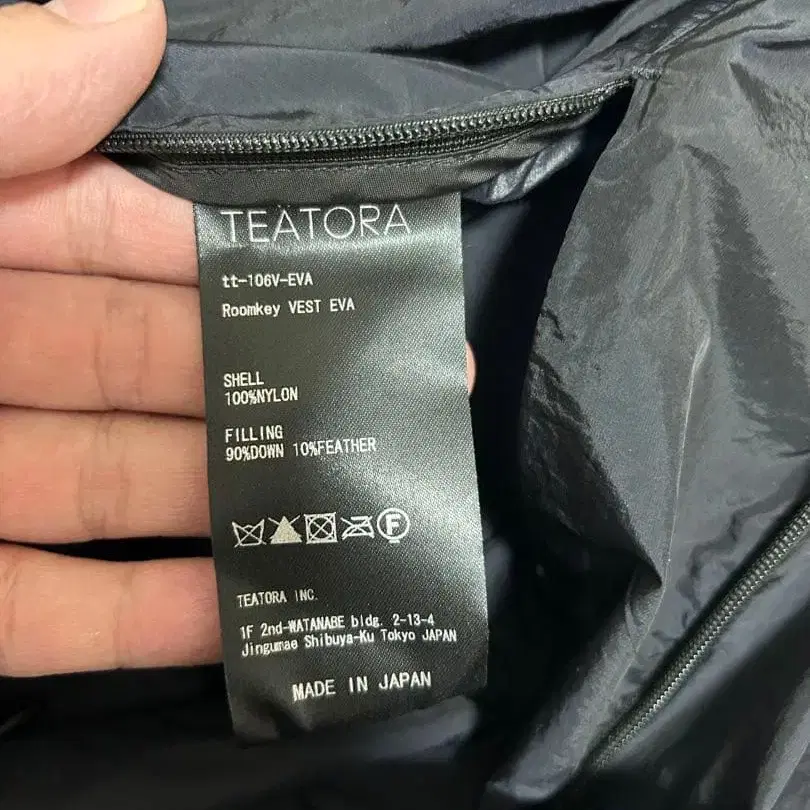 TEÄTORA
tt-106V-EVA
Roomkey VEST EVA
SHELL
100%NYLON
FILLING
90%DOWN 10%FEATHER
F
TEATORA INC.
1F 2nd-WATANABE bldg. 2-13-4
Jingumae Shibuya-Ku Tokyo JAPAN
MADE IN JAPAN